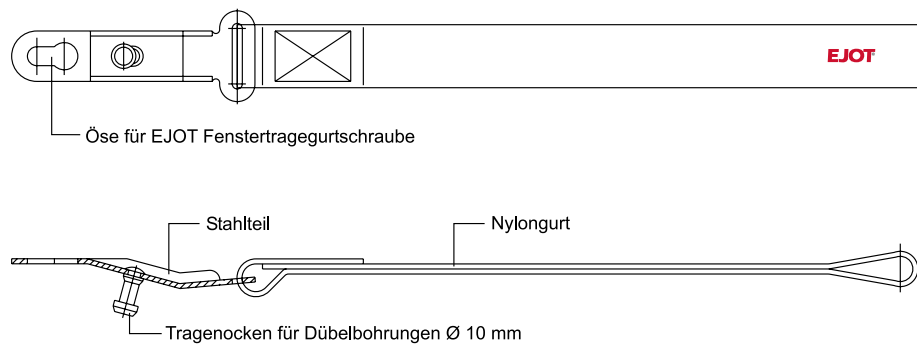 EJOT
Öse für EJOT Fenstertragegurtschraube
Stahlteil
Nylongurt
Tragenocken für Dübelbohrungen Ø 10 mm